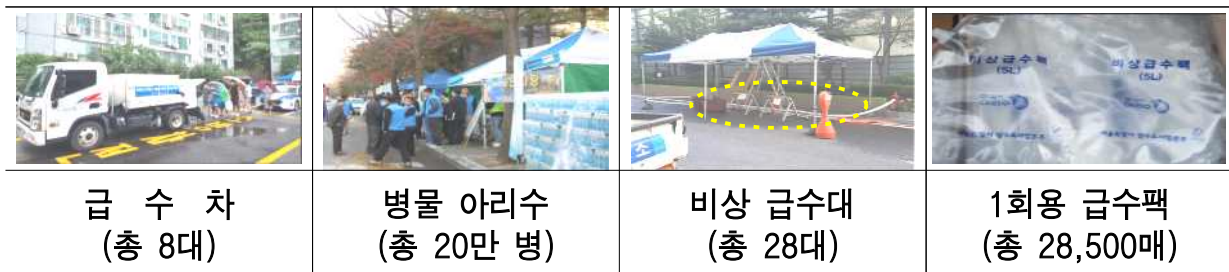 비상급수팩
(5L)
비상급수팩
(5L)
소
급 수 차
(총 8대)
병물 아리수
(총 20만 병)
비상 급수대
(총 28대)
1회용 급수팩
(총 28,500매)